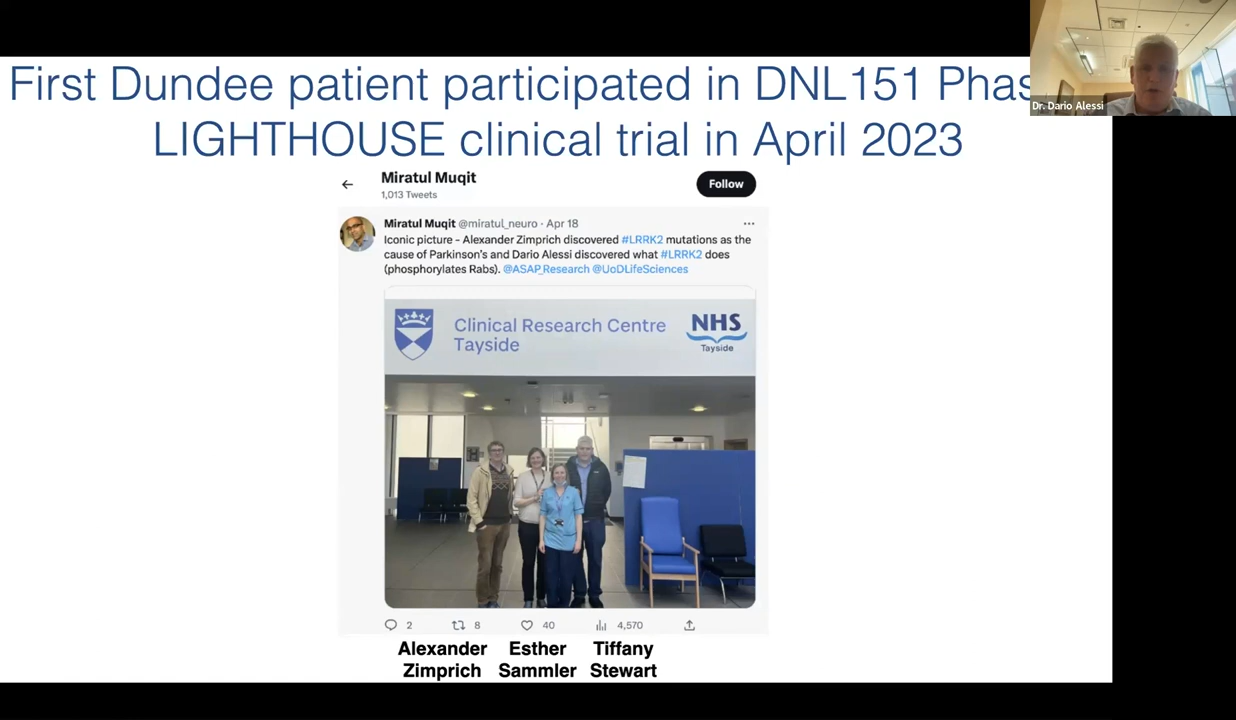 First Dundee patient participated in DNL151 Phas
LIGHTHOUSE clinical trial in April 2023
Dr. Dario Alessi
Miratul Muqit
1,013 Tweets
Follow
Miratul Muqit @miratul_neuro · Apr 18
Iconic picture - Alexander Zimprich discovered #LRRK2 mutations as the
cause of Parkinson's and Dario Alessi discovered what #LRRK2 does
(phosphorylates Rabs). @ASAP_Research @UoDLifeSciences
Clinical Research Centre
Tayside
NHS
Tayside
2 8 40 4,570
Alexander Esther Tiffany
Zimprich Sammler Stewart